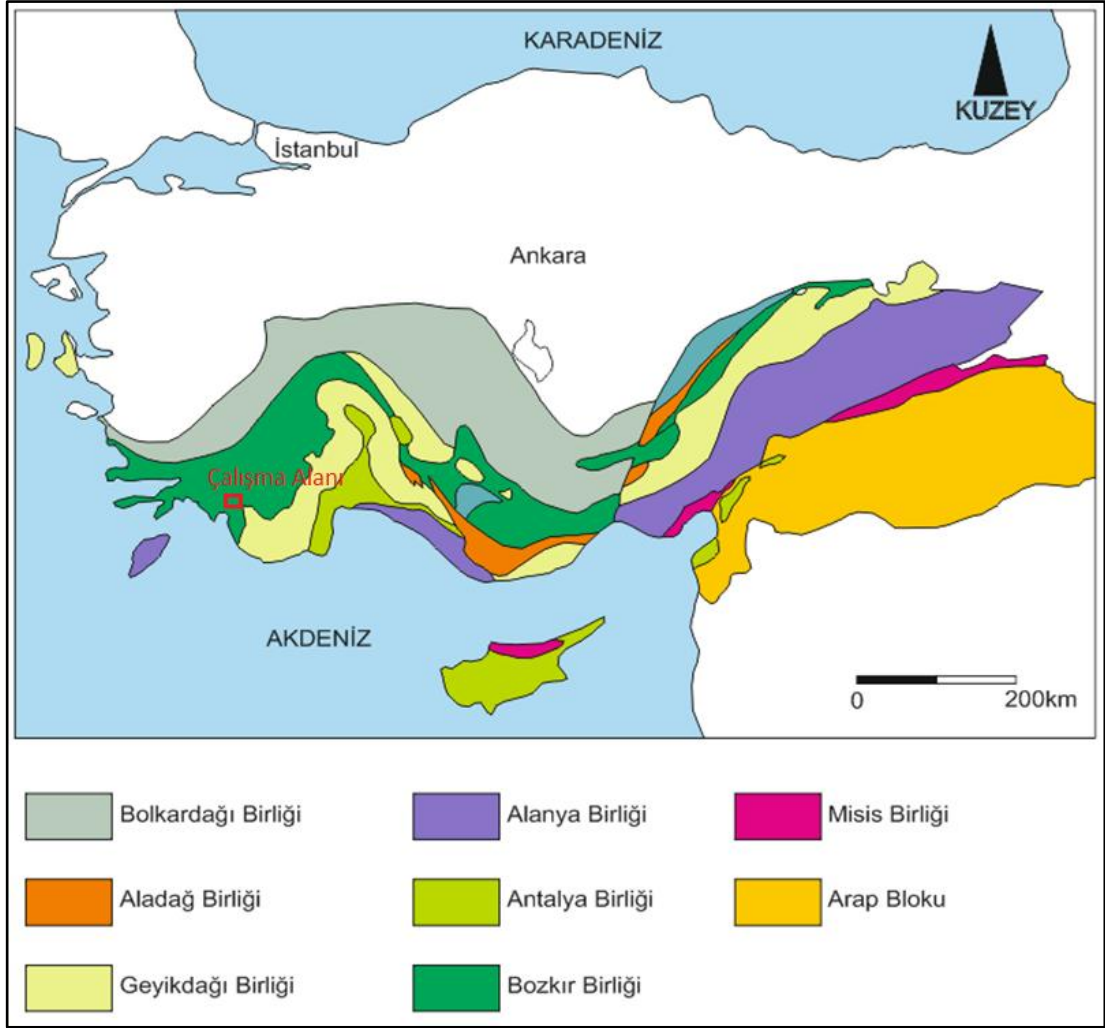 KARADENİZ
KUZEY
İstanbul
Ankara
Çalışma Alanı
AKDENİZ
0 200km
Bolkardağı Birliği
Alanya Birliği
Misis Birliği
Aladağ Birliği
Antalya Birliği
Arap Bloku
Geyikdağı Birliği
Bozkır Birliği